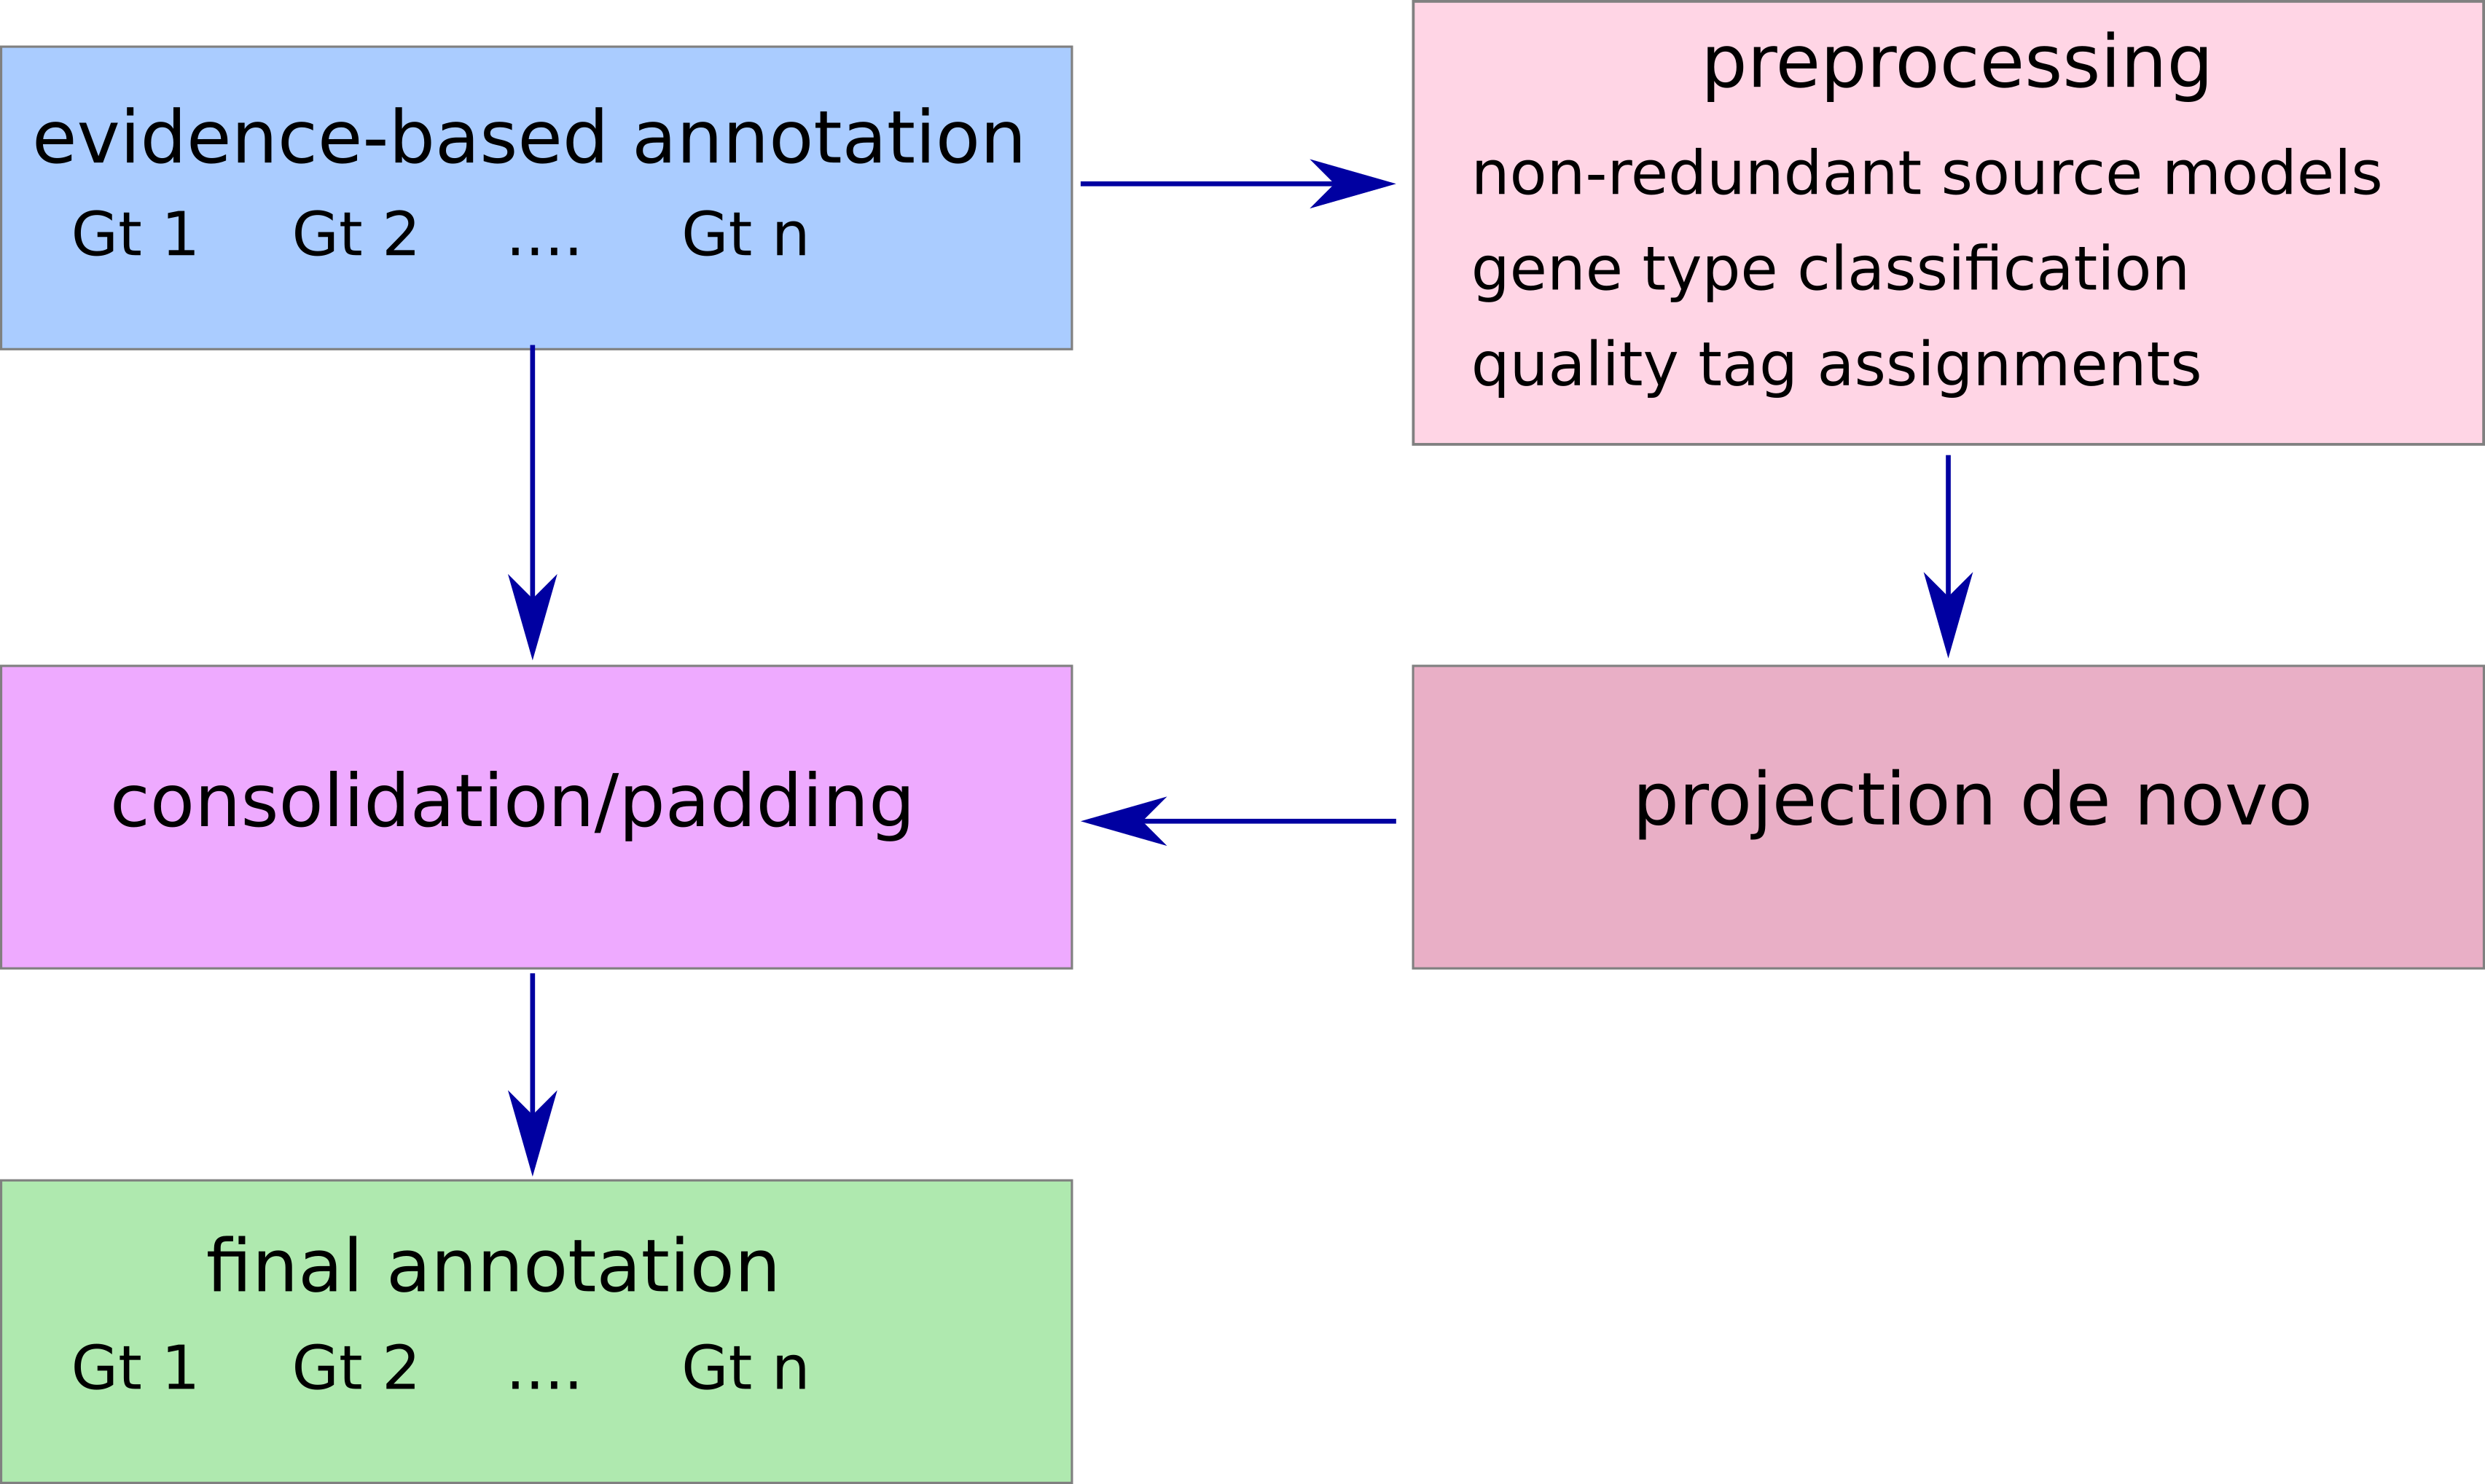 evidence-based annotation
Gt 1 Gt 2 .... Gt n
preprocessing
non-redundant source models
gene type classification
quality tag assignments
consolidation/padding
projection de novo
final annotation
Gt 1 Gt 2 .... Gt n